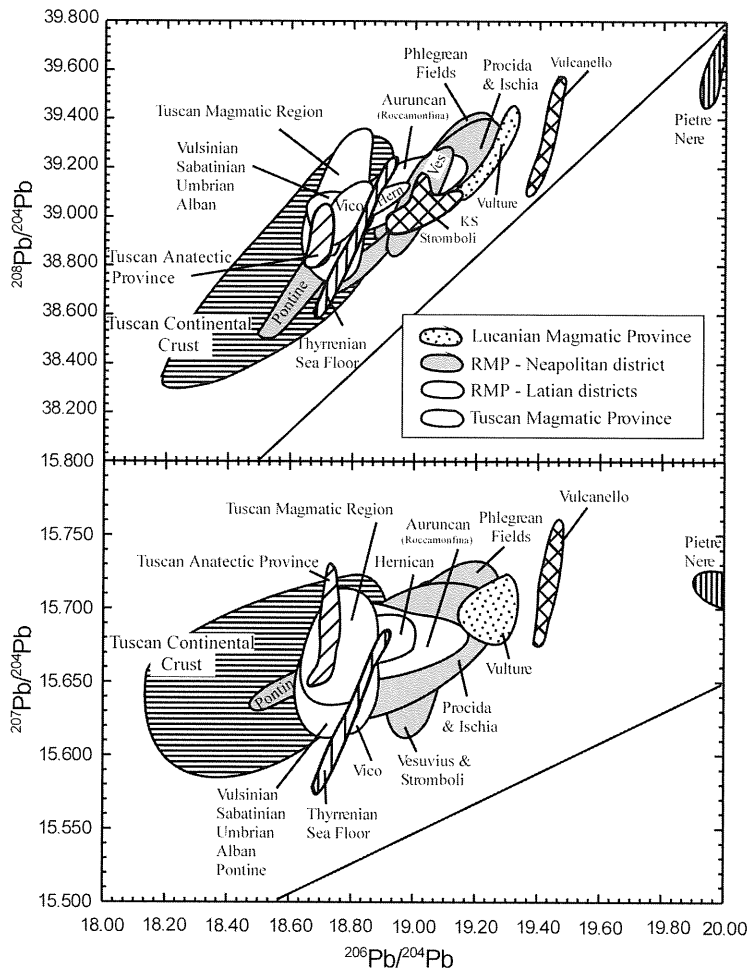 39.800
39.600
39.400
39.200
39.000
38.800
38.600
38.400
38.200
15.800
208Pb/204Pb
Phlegrean
Fields
Procida
& Ischia
Vulcanello
Auruncan
(Roccamonfina)
Tuscan Magmatic Region
Pietre
Nere
Vulsinian
Sabatinian
Umbrian
Alban
Ves
Hern
Vico
Vulture
KS
Stromboli
Tuscan Anatectic
Province
Pontine
Tuscan Continental
Crust
Thyrrenian
Sea Floor
Lucanian Magmatic Province
RMP - Neapolitan district
RMP - Latian districts
Tuscan Magmatic Province
15.750
15.700
15.650
15.600
15.550
15.500
207Pb/204Pb
Vulcanello
Tuscan Magmatic Region
Auruncan
(Roccamonfina)
Phlegrean
Fields
Pietre
Nere
Tuscan Anatectic Province
Hernican
Tuscan Continental
Crust
Pontin
Vulture
Procida
& Ischia
Vesuvius &
Stromboli
Vico
Vulsinian
Sabatinian
Umbrian
Alban
Pontine
Thyrrenian
Sea Floor
18.00 18.20 18.40 18.60 18.80 19.00 19.20 19.40 19.60 19.80 20.00
206Pb/204Pb